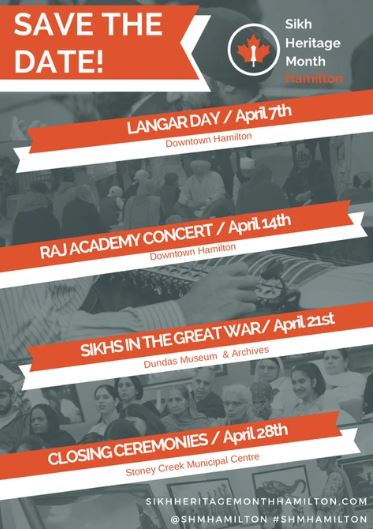 SAVE THE
DATE!
Sikh
Heritage
Month
Hamilton
LANGAR DAY / April 7th
Downtown Hamilton
RAJ ACADEMY CONCERT / April 14th
Downtown Hamilton
SIKHS IN THE GREAT WAR/ April 21st
Dundas Museum & Archives
CLOSING CEREMONIES / April 28th
Stoney Creek Municipal Centre
SIKHHERITAGEMONTHHAMILTON.COM
@SHMHAMILTON #SHMHAMILTON